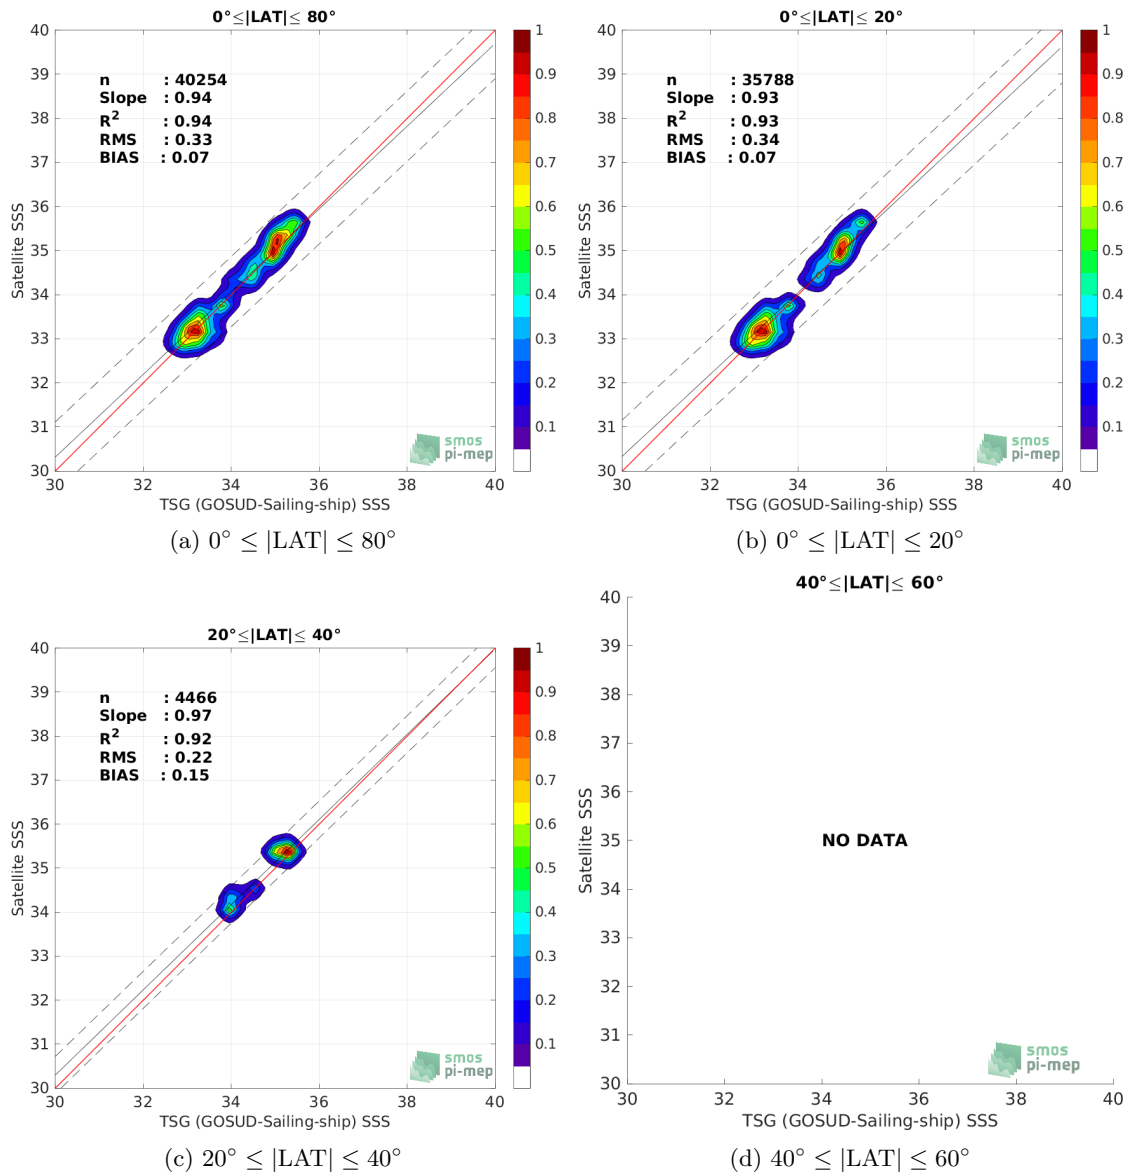 0°≤|LAT|≤ 80°
40
39
38
37
36
35
34
33
32
31
30
Satellite SSS
n : 40254
Slope : 0.94
R² : 0.94
RMS : 0.33
BIAS : 0.07
smos
pi-mep
30 32 34 36 38 40
TSG (GOSUD-Sailing-ship) SSS
1
0.9
0.8
0.7
0.6
0.5
0.4
0.3
0.2
0.1
(a) 0° ≤ |LAT| ≤ 80°
0°≤|LAT|≤ 20°
40
39
38
37
36
35
34
33
32
31
30
Satellite SSS
n : 35788
Slope : 0.93
R² : 0.93
RMS : 0.34
BIAS : 0.07
smos
pi-mep
30 32 34 36 38 40
TSG (GOSUD-Sailing-ship) SSS
1
0.9
0.8
0.7
0.6
0.5
0.4
0.3
0.2
0.1
(b) 0° ≤ |LAT| ≤ 20°
20°≤|LAT|≤ 40°
40
39
38
37
36
35
34
33
32
31
30
Satellite SSS
n : 4466
Slope : 0.97
R² : 0.92
RMS : 0.22
BIAS : 0.15
smos
pi-mep
30 32 34 36 38 40
TSG (GOSUD-Sailing-ship) SSS
1
0.9
0.8
0.7
0.6
0.5
0.4
0.3
0.2
0.1
(c) 20° ≤ |LAT| ≤ 40°
40°≤|LAT|≤ 60°
40
39
38
37
36
35
34
33
32
31
30
Satellite SSS
NO DATA
smos
pi-mep
30 32 34 36 38 40
TSG (GOSUD-Sailing-ship) SSS
(d) 40° ≤ |LAT| ≤ 60°